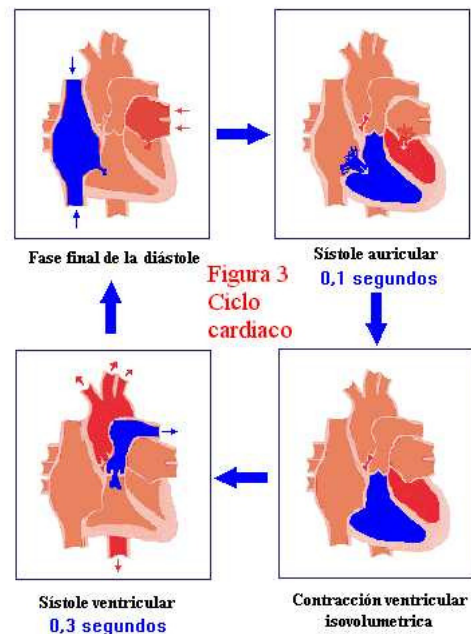 Fase final de la diástole
Sístole auricular
0,1 segundos
Figura 3
Ciclo
cardiaco
Sístole ventricular
0,3 segundos
Contracción ventricular
isovolumetrica